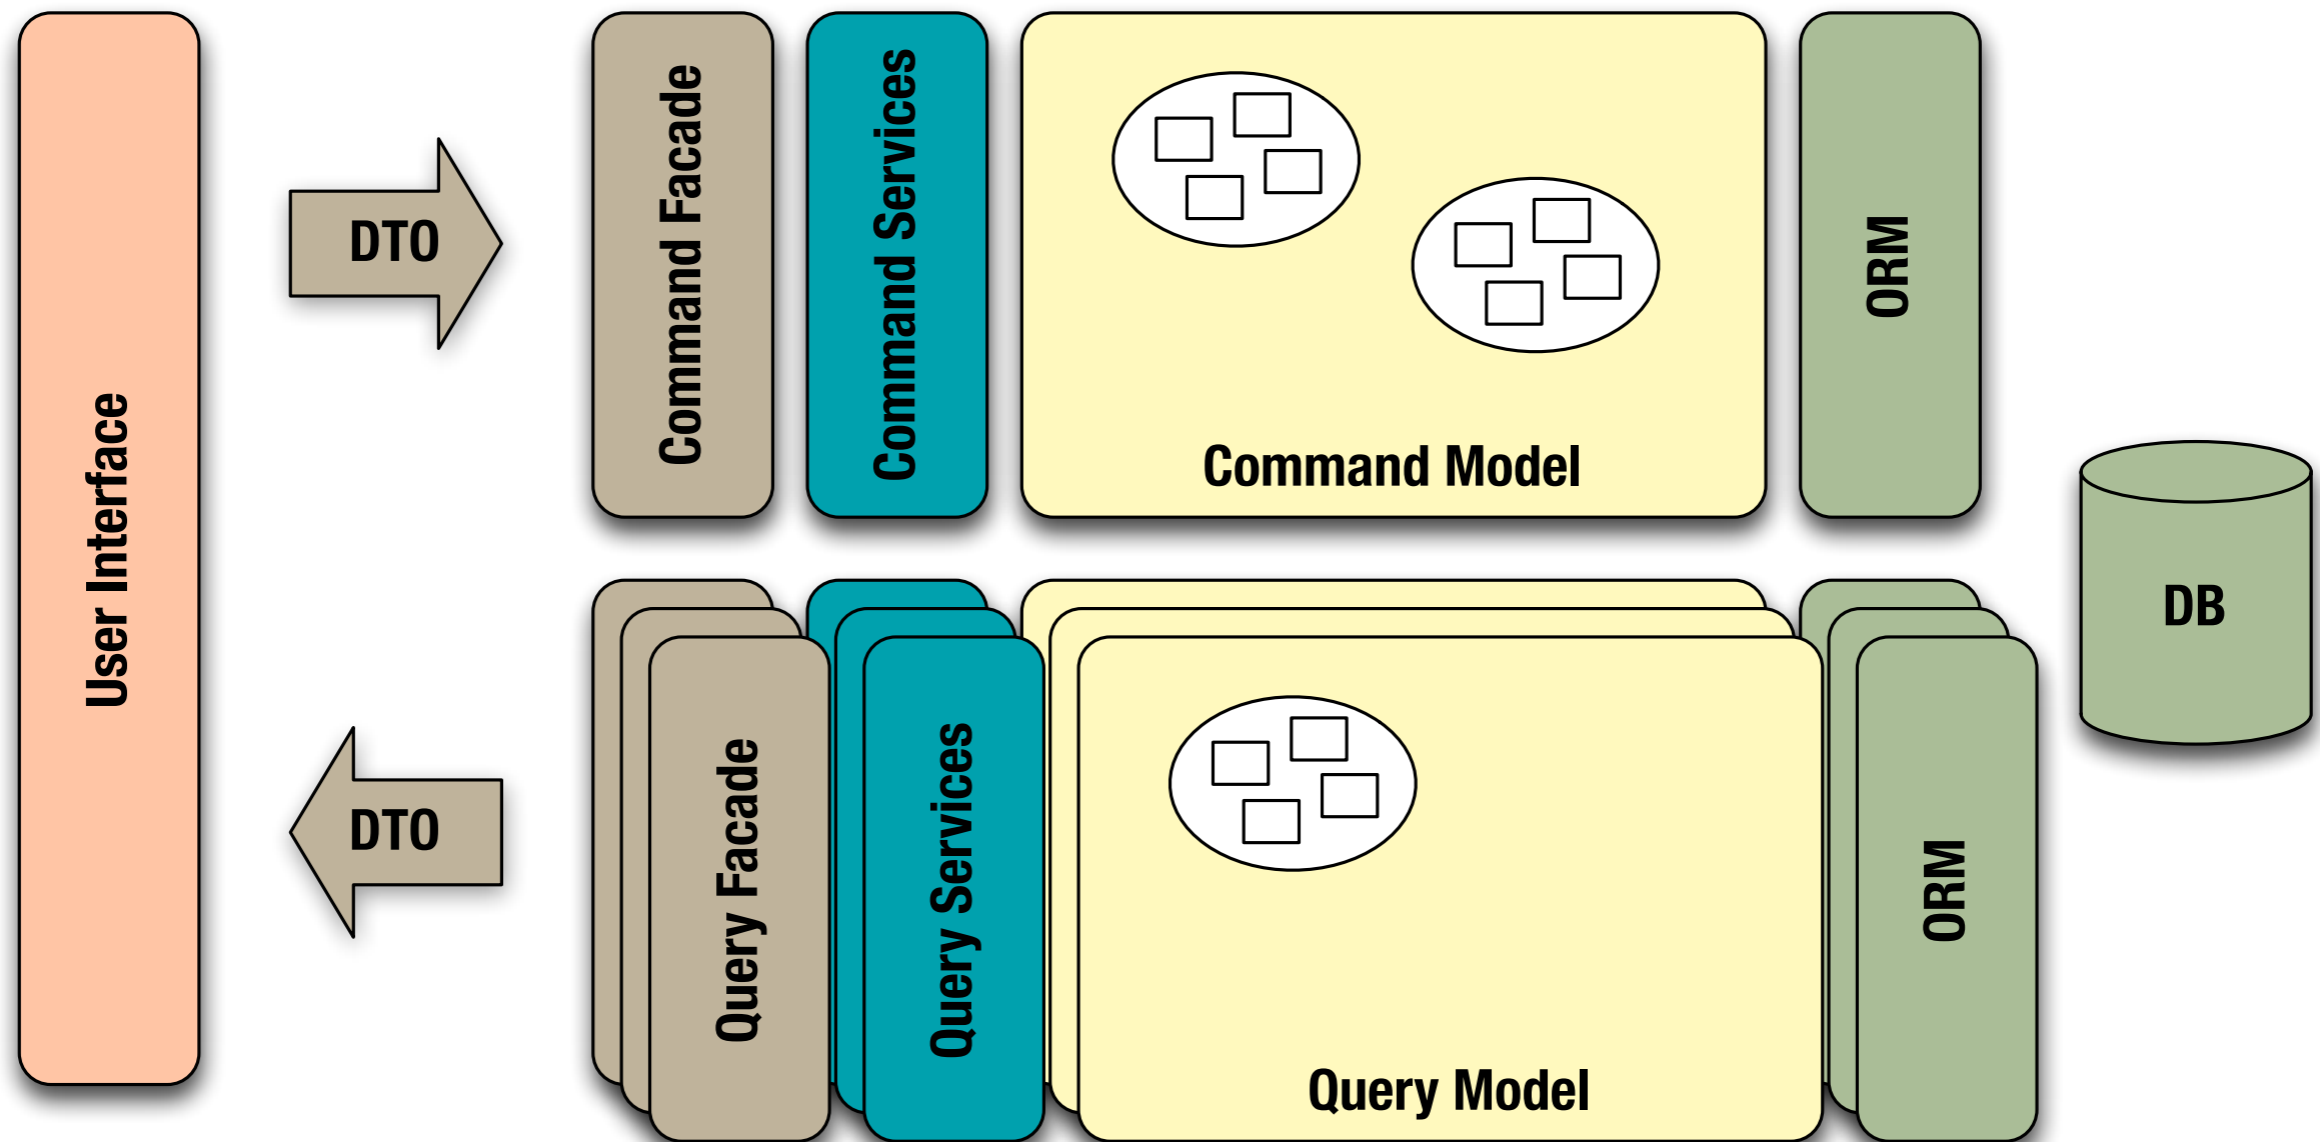 User Interface
DTO
Command Facade
Command Services
Command Model
ORM
DB
DTO
Query Facade
Query Services
Query Model
ORM